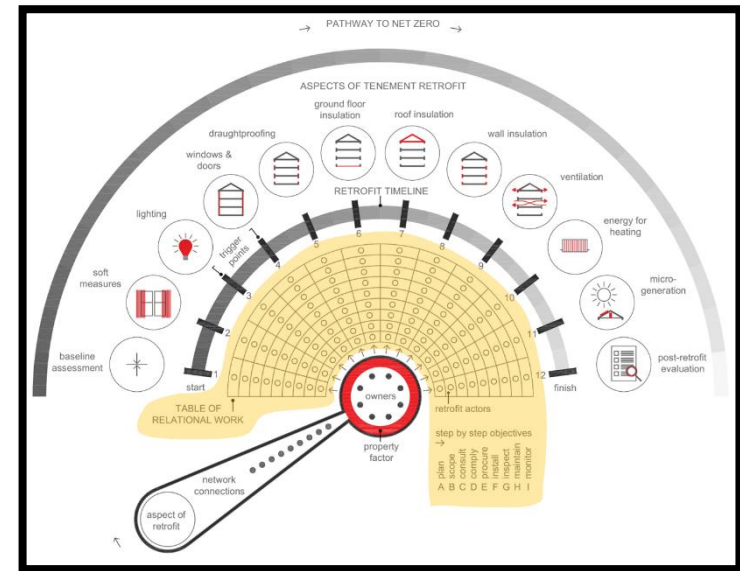 → PATHWAY TO NET ZERO →
ASPECTS OF TENEMENT RETROFIT
ground floor
insulation
roof insulation
draughtproofing
wall insulation
windows &
doors
ventilation
RETROFIT TIMELINE
lighting
energy for
heating
trigger
points
soft
measures
micro-
generation
baseline
assessment
post-retrofit
evaluation
1
2
3
4
5
6
7
8
9
10
11
12
start
finish
owners
TABLE OF
RELATIONAL WORK
retrofit actors
property
factor
step by step objectives
→
network
connections
A plan
B scope
C consult
D comply
E procure
F install
G inspect
H maintain
I monitor
aspect of
retrofit